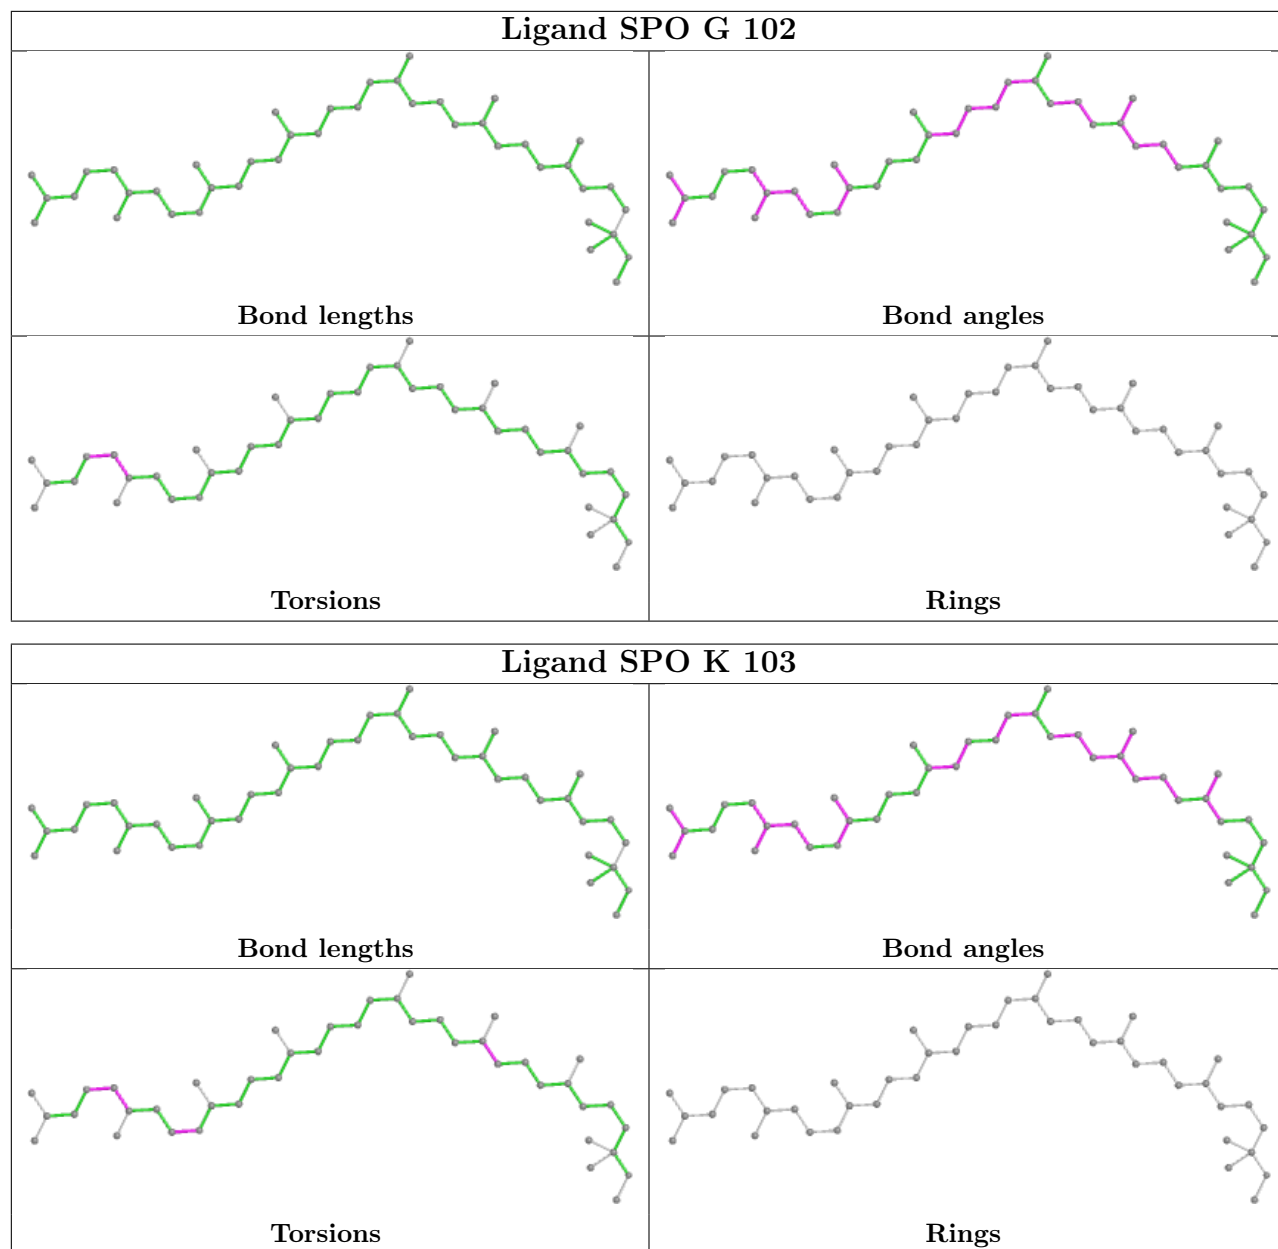 Ligand SPO G 102
Bond lengths
Bond angles
Torsions
Rings
Ligand SPO K 103
Bond lengths
Bond angles
Torsions
Rings